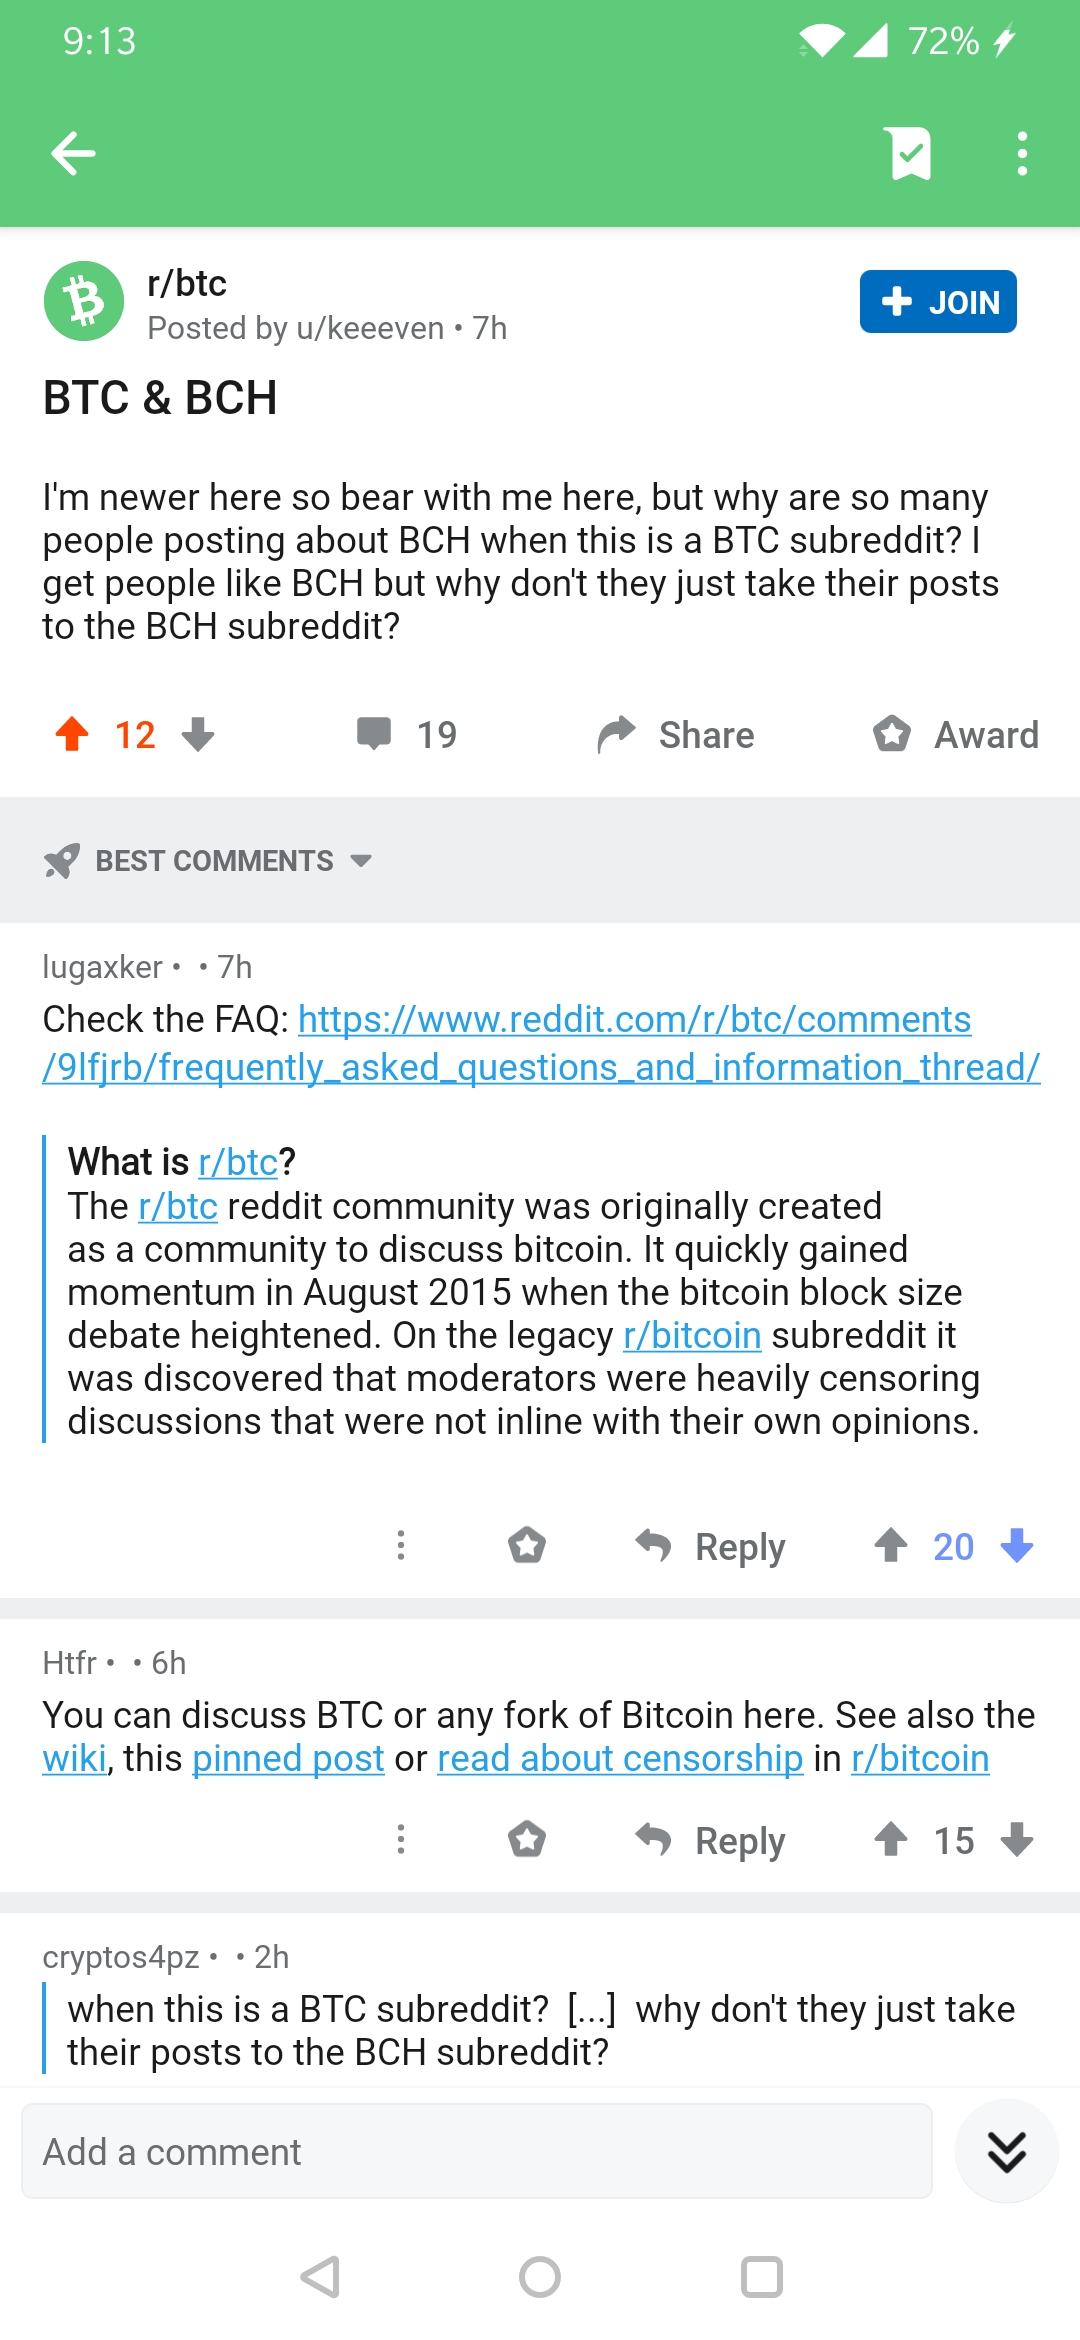 9:13
72%
r/btc
Posted by u/keeeven • 7h
JOIN
BTC & BCH
I'm newer here so bear with me here, but why are so many
people posting about BCH when this is a BTC subreddit? I
get people like BCH but why don't they just take their posts
to the BCH subreddit?
12
19
Share
Award
BEST COMMENTS
lugaxker • • 7h
Check the FAQ: https://www.reddit.com/r/btc/comments
/9lfjrb/frequently_asked_questions_and_information_thread/
What is r/btc?
The r/btc reddit community was originally created
as a community to discuss bitcoin. It quickly gained
momentum in August 2015 when the bitcoin block size
debate heightened. On the legacy r/bitcoin subreddit it
was discovered that moderators were heavily censoring
discussions that were not inline with their own opinions.
Reply
20
Htfr • • 6h
You can discuss BTC or any fork of Bitcoin here. See also the
wiki, this pinned post or read about censorship in r/bitcoin
Reply
15
cryptos4pz • • 2h
when this is a BTC subreddit? [...] why don't they just take
their posts to the BCH subreddit?
Add a comment